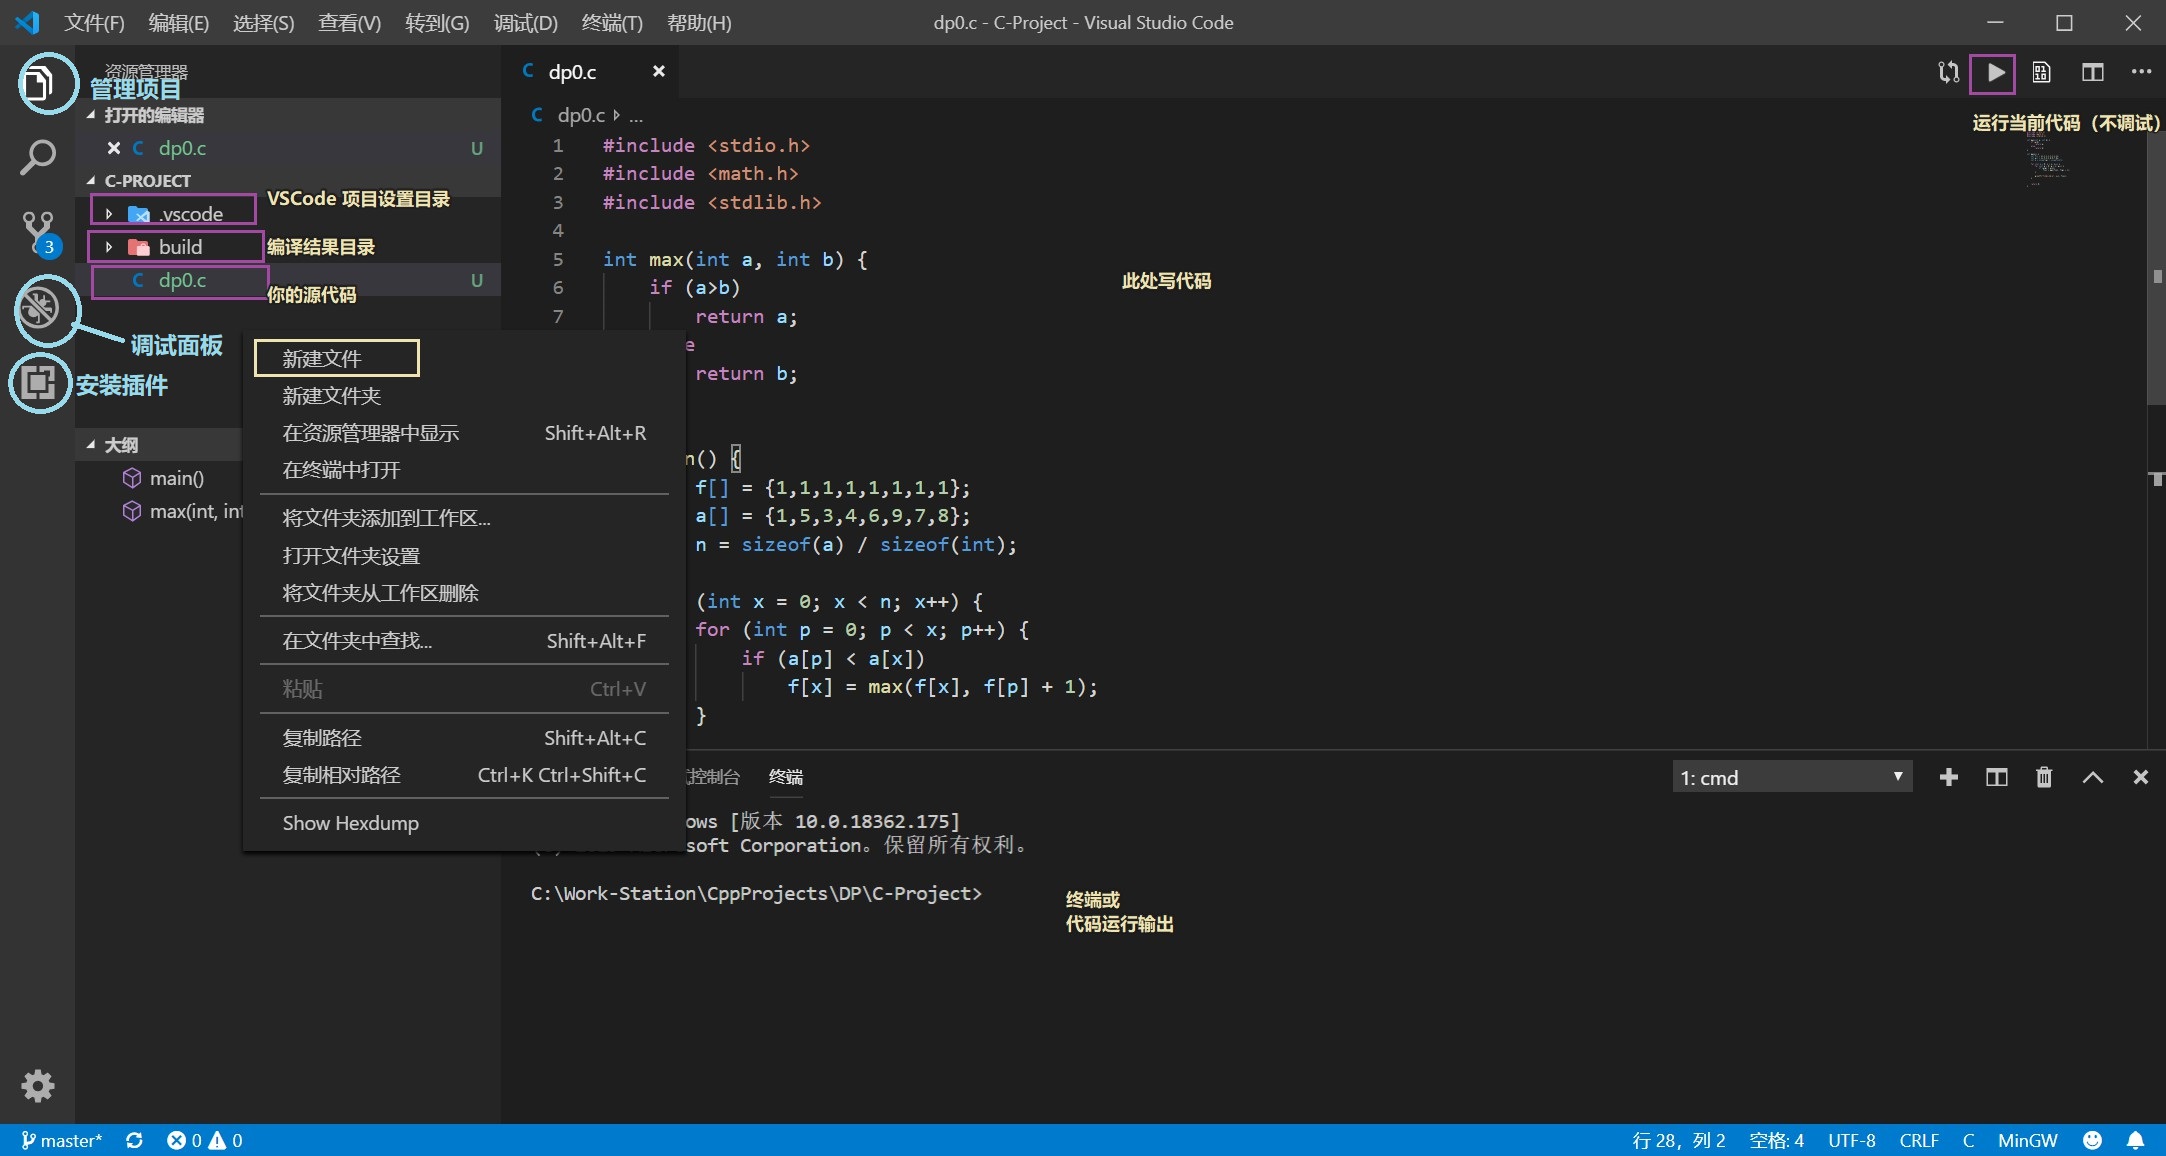 文件(F) 编辑(E) 选择(S) 查看(V) 转到(G) 调试(D) 终端(T) 帮助(H)
dp0.c - C-Project - Visual Studio Code
资源管理器
管理项目
打开的编辑器
dp0.c U
C-PROJECT
.vscode
VSCode 项目设置目录
build
编译结果目录
dp0.c U
你的源代码
调试面板
安装插件
3
大纲
main()
max(int, int
新建文件
新建文件夹
在资源管理器中显示 Shift+Alt+R
在终端中打开
将文件夹添加到工作区...
打开文件夹设置
将文件夹从工作区删除
在文件夹中查找... Shift+Alt+F
粘贴 Ctrl+V
复制路径 Shift+Alt+C
复制相对路径 Ctrl+K Ctrl+Shift+C
Show Hexdump
C dp0.c
C dp0.c ...
运行当前代码（不调试）
1 #include <stdio.h>
2 #include <math.h>
3 #include <stdlib.h>
4
5 int max(int a, int b) {
6 if (a>b)
7 return a;
e
return b;
n() {
f[] = {1,1,1,1,1,1,1,1};
a[] = {1,5,3,4,6,9,7,8};
n = sizeof(a) / sizeof(int);
(int x = 0; x < n; x++) {
for (int p = 0; p < x; p++) {
if (a[p] < a[x])
f[x] = max(f[x], f[p] + 1);
}
此处写代码
控制台 终端
1: cmd
ows [版本 10.0.18362.175]
soft Corporation。保留所有权利。
C:\Work-Station\CppProjects\DP\C-Project>
终端或
代码运行输出
master* 0 0
行 28，列 2 空格: 4 UTF-8 CRLF C MinGW